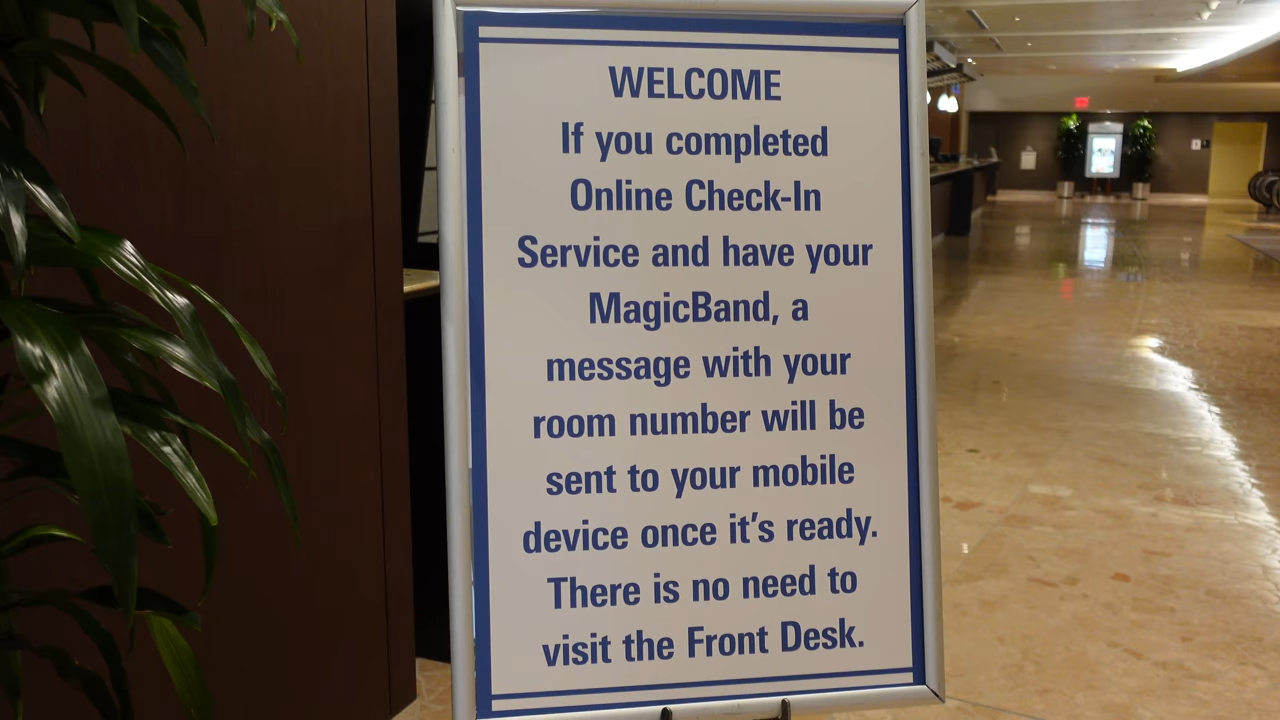 WELCOME
If you completed
Online Check-In
Service and have your
MagicBand, a
message with your
room number will be
sent to your mobile
device once it's ready.
There is no need to
visit the Front Desk.